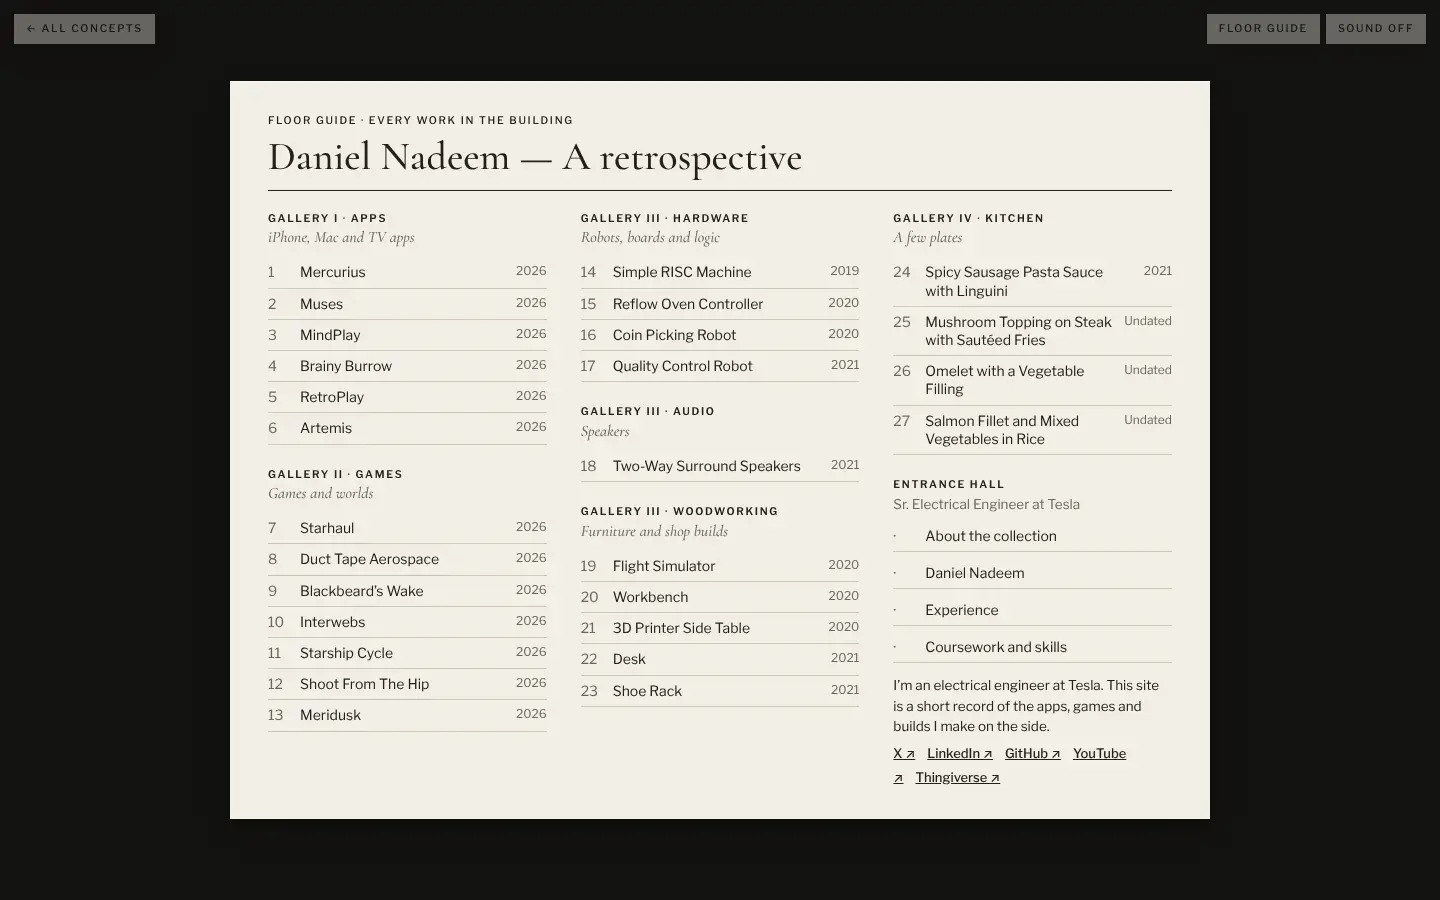 ← ALL CONCEPTS
FLOOR GUIDE
SOUND OFF
FLOOR GUIDE · EVERY WORK IN THE BUILDING
Daniel Nadeem — A retrospective
GALLERY I · APPS
iPhone, Mac and TV apps
1 Mercurius 2026
2 Muses 2026
3 MindPlay 2026
4 Brainy Burrow 2026
5 RetroPlay 2026
6 Artemis 2026
GALLERY II · GAMES
Games and worlds
7 Starhaul 2026
8 Duct Tape Aerospace 2026
9 Blackbeard’s Wake 2026
10 Interwebs 2026
11 Starship Cycle 2026
12 Shoot From The Hip 2026
13 Meridusk 2026
GALLERY III · HARDWARE
Robots, boards and logic
14 Simple RISC Machine 2019
15 Reflow Oven Controller 2020
16 Coin Picking Robot 2020
17 Quality Control Robot 2021
GALLERY III · AUDIO
Speakers
18 Two-Way Surround Speakers 2021
GALLERY III · WOODWORKING
Furniture and shop builds
19 Flight Simulator 2020
20 Workbench 2020
21 3D Printer Side Table 2020
22 Desk 2021
23 Shoe Rack 2021
GALLERY IV · KITCHEN
A few plates
24 Spicy Sausage Pasta Sauce 2021
with Linguini
25 Mushroom Topping on Steak Undated
with Sautéed Fries
26 Omelet with a Vegetable Undated
Filling
27 Salmon Fillet and Mixed Undated
Vegetables in Rice
ENTRANCE HALL
Sr. Electrical Engineer at Tesla
· About the collection
· Daniel Nadeem
· Experience
· Coursework and skills
I’m an electrical engineer at Tesla. This site
is a short record of the apps, games and
builds I make on the side.
X ↗ LinkedIn ↗ GitHub ↗ YouTube
↗ Thingiverse ↗